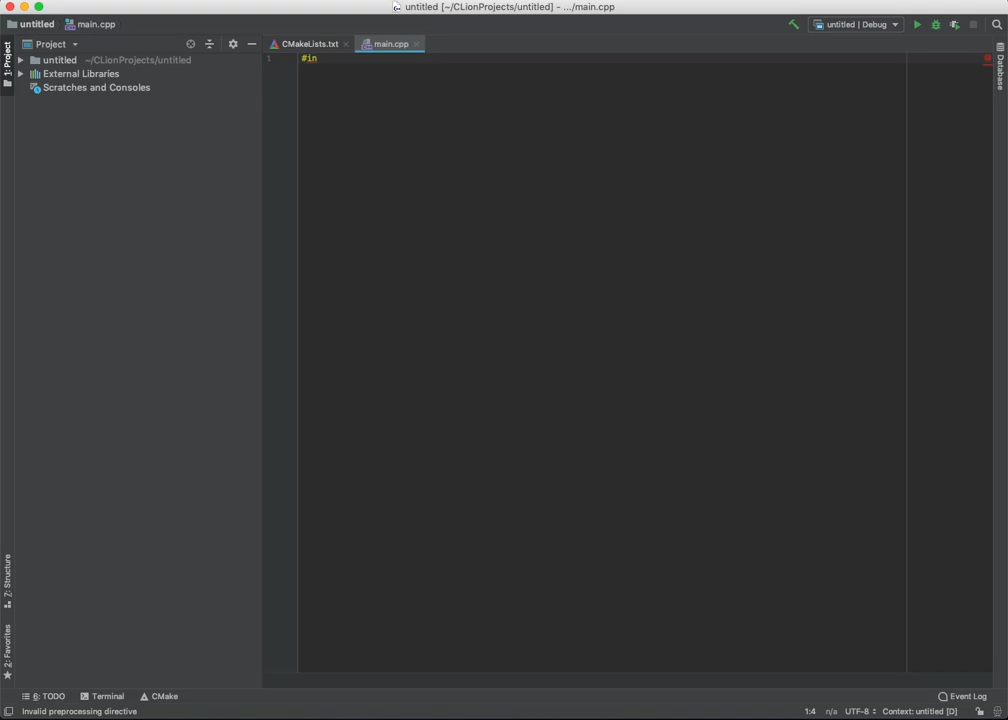 untitled [~/CLionProjects/untitled] - .../main.cpp
untitled main.cpp untitled | Debug
Project CMakeLists.txt main.cpp
1: Project
untitled ~/CLionProjects/untitled
External Libraries
Scratches and Consoles
1 #in
Database
Z: Structure
2: Favorites
6: TODO Terminal CMake Event Log
Invalid preprocessing directive 1:4 n/a UTF-8 Context: untitled [D]